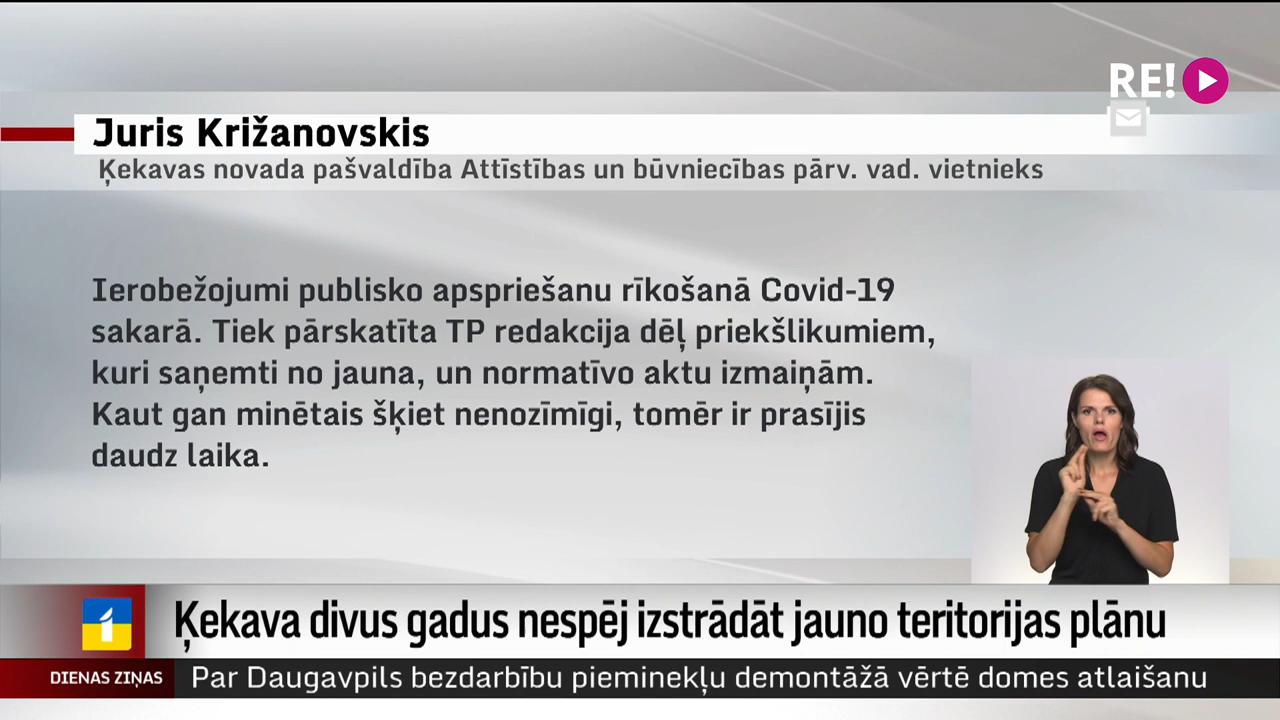 RE!
Juris Križanovskis
Ķekavas novada pašvaldība Attīstības un būvniecības pārv. vad. vietnieks
Ierobežojumi publisko apspriešanu rīkošanā Covid-19
sakarā. Tiek pārskatīta TP redakcija dēļ priekšlikumiem,
kuri saņemti no jauna, un normatīvo aktu izmaiņām.
Kaut gan minētais šķiet nenozīmīgi, tomēr ir prasījis
daudz laika.
1
Ķekava divus gadus nespēj izstrādāt jauno teritorijas plānu
DIENAS ZIŅAS Par Daugavpils bezdarbību pieminekļu demontāžā vērtē domes atlaišanu